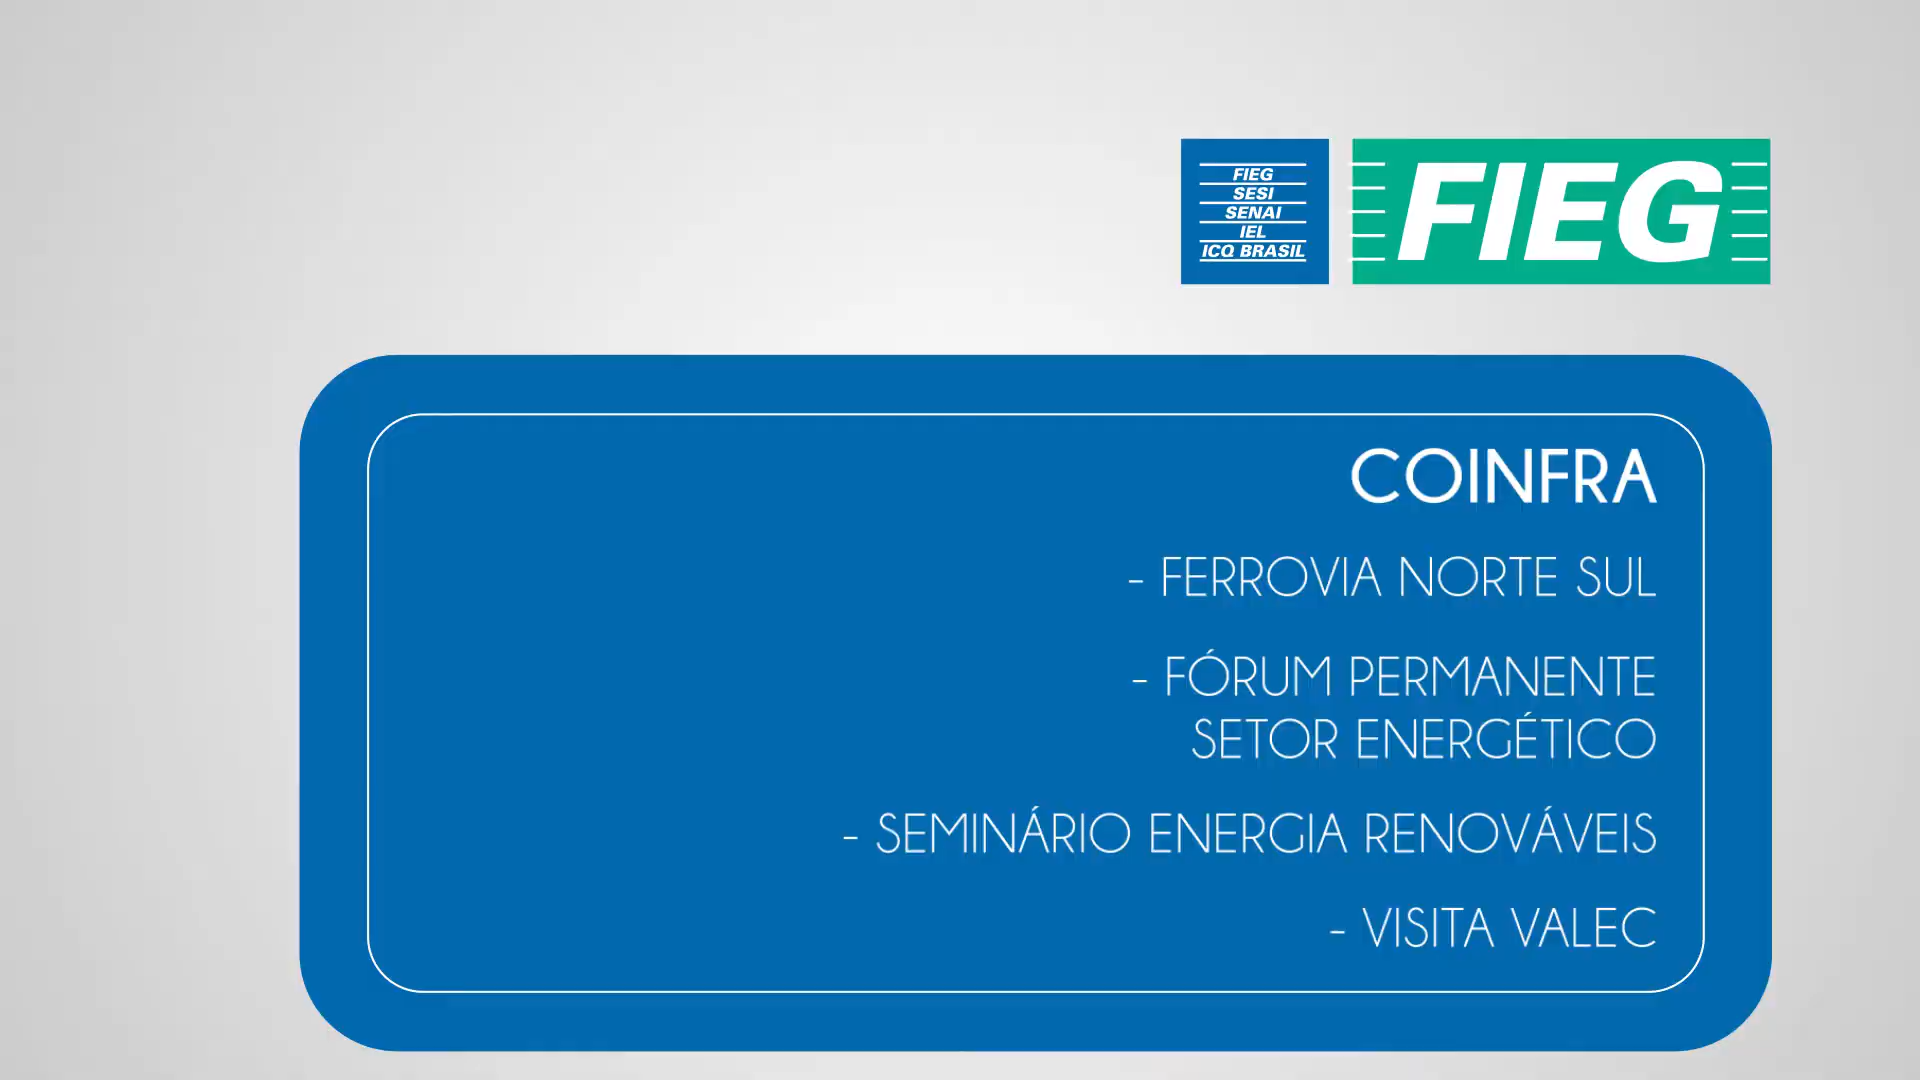 FIEG
SESI
SENAI
IEL
ICQ BRASIL
FIEG
COINFRA
- FERROVIA NORTE SUL
- FÓRUM PERMANENTE
SETOR ENERGÉTICO
- SEMINÁRIO ENERGIA RENOVÁVEIS
- VISITA VALEC